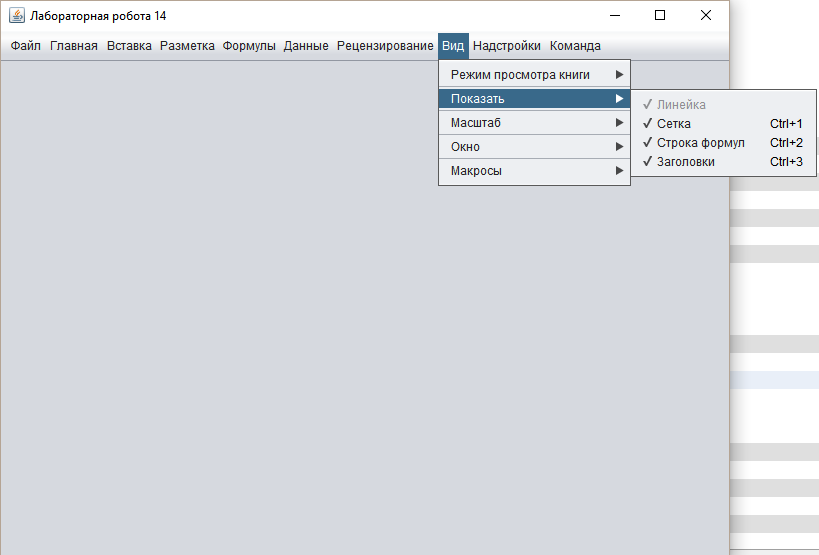 Лабораторная робота 14
Файл Главная Вставка Разметка Формулы Данные Рецензирование Вид Надстройки Команда
Режим просмотра книги
Показать
Масштаб
Окно
Макросы
Линейка
Сетка Ctrl+1
Строка формул Ctrl+2
Заголовки Ctrl+3